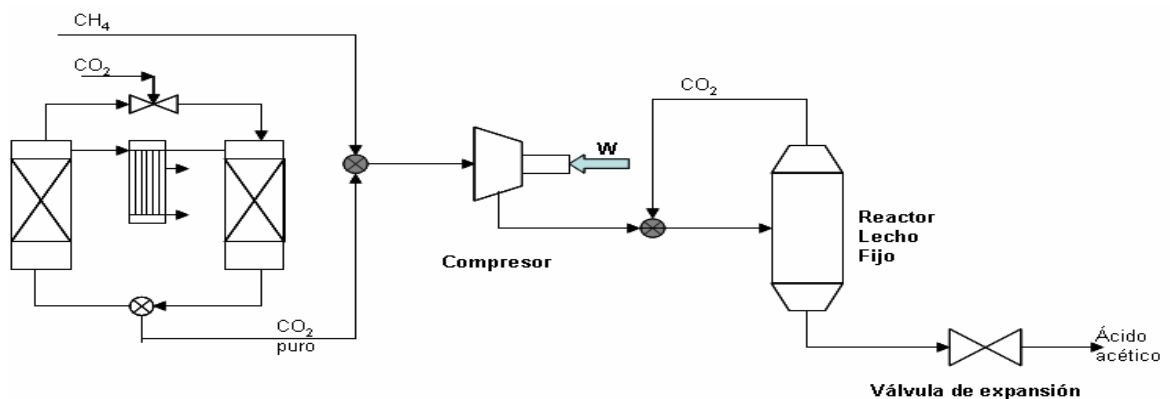 CH₄
CO₂
CO₂
W
Compresor
Reactor
Lecho
Fijo
CO₂
puro
Ácido
acético
Válvula de expansión